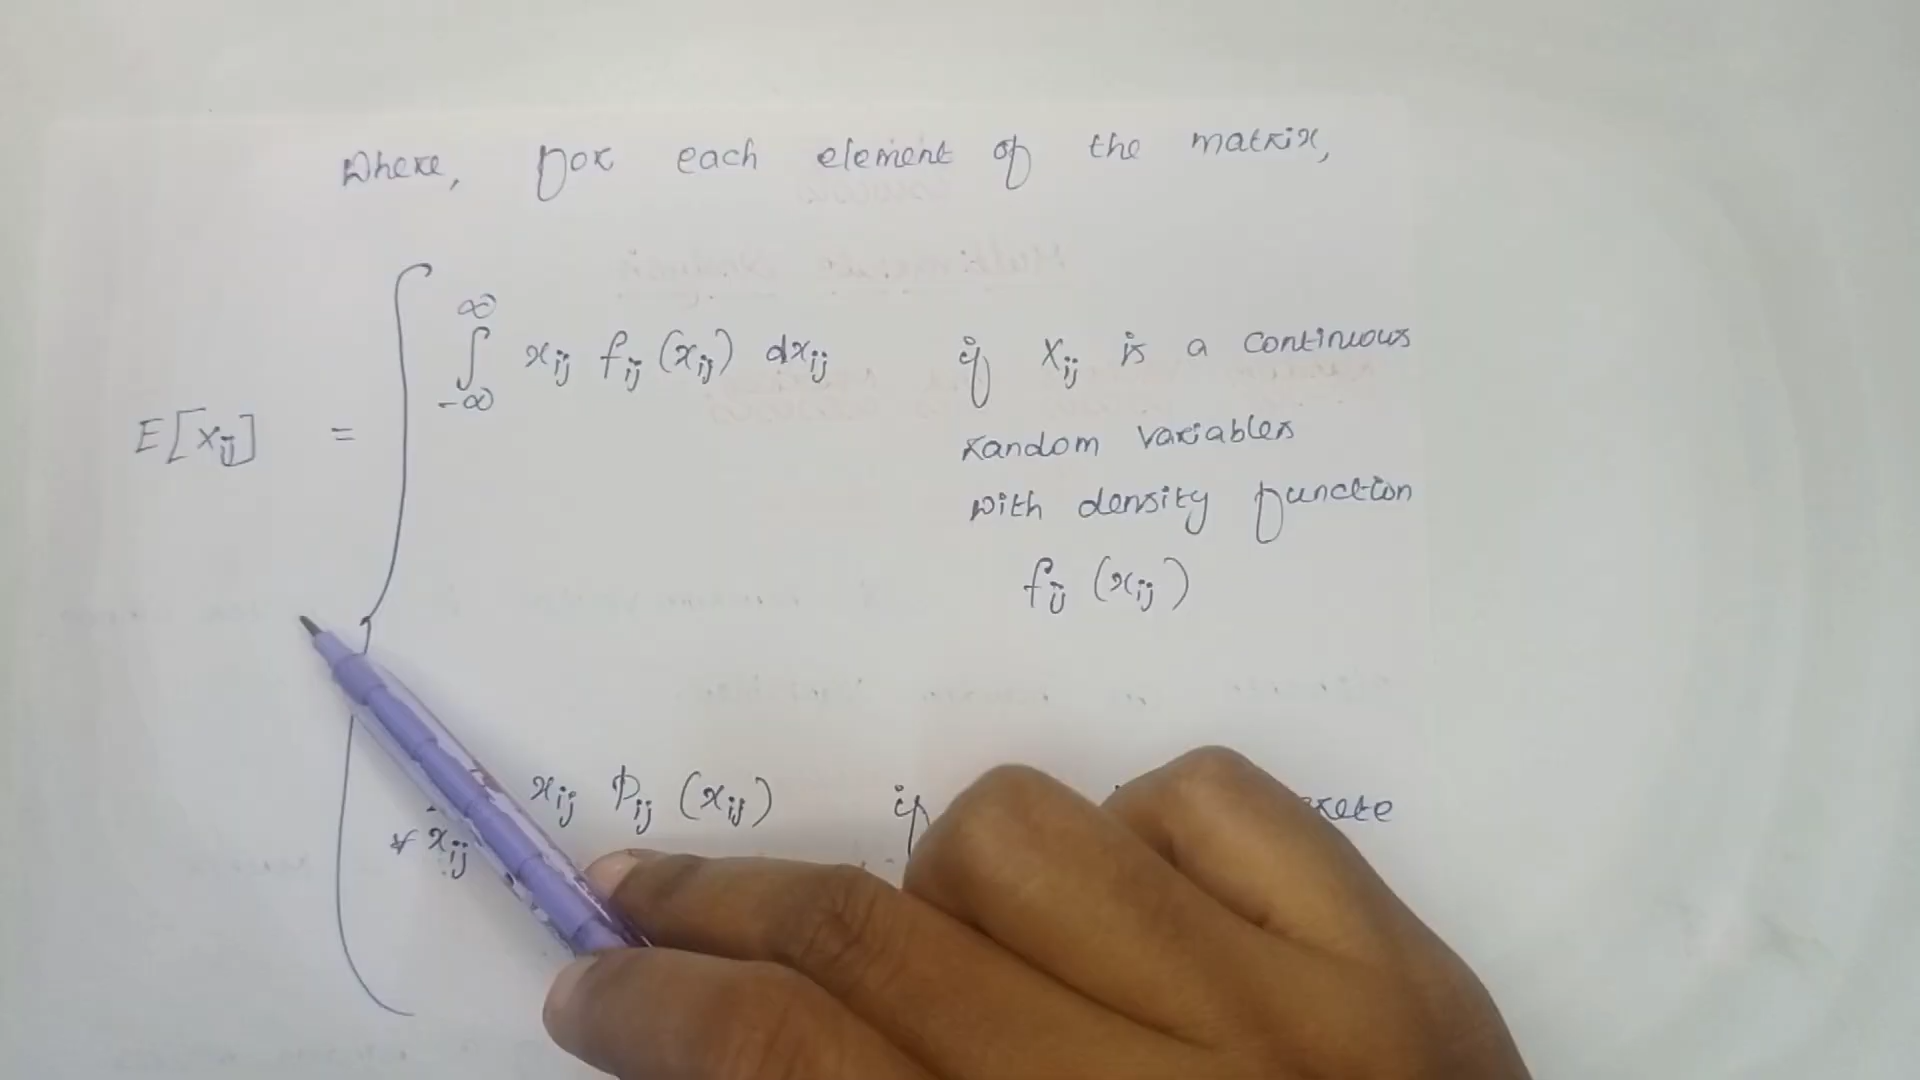 Where, for each element of the matrix,
∞
∫ xij fij (xij) dxij if Xij is a continuous
-∞
E[Xij] =
random variables
with density function
fij (xij)
xij Pij (xij) if
∀ xij